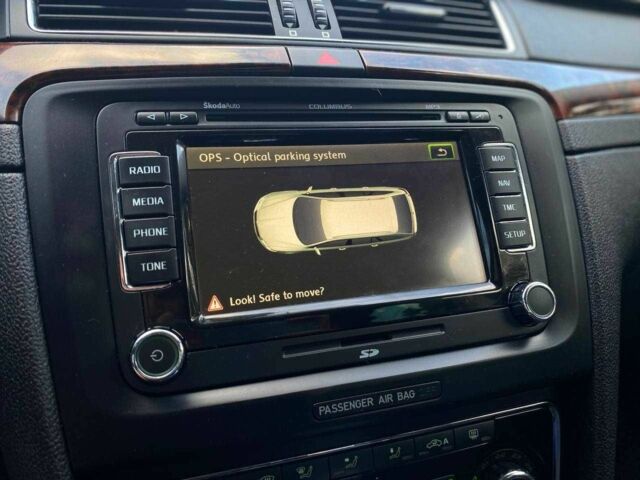 ŠkodaAuto COLUMBUS MP3
OPS - Optical parking system
RADIO
MEDIA
PHONE
TONE
MAP
NAV
TMC
SETUP
Look! Safe to move?
SD
PASSENGER AIR BAG
A